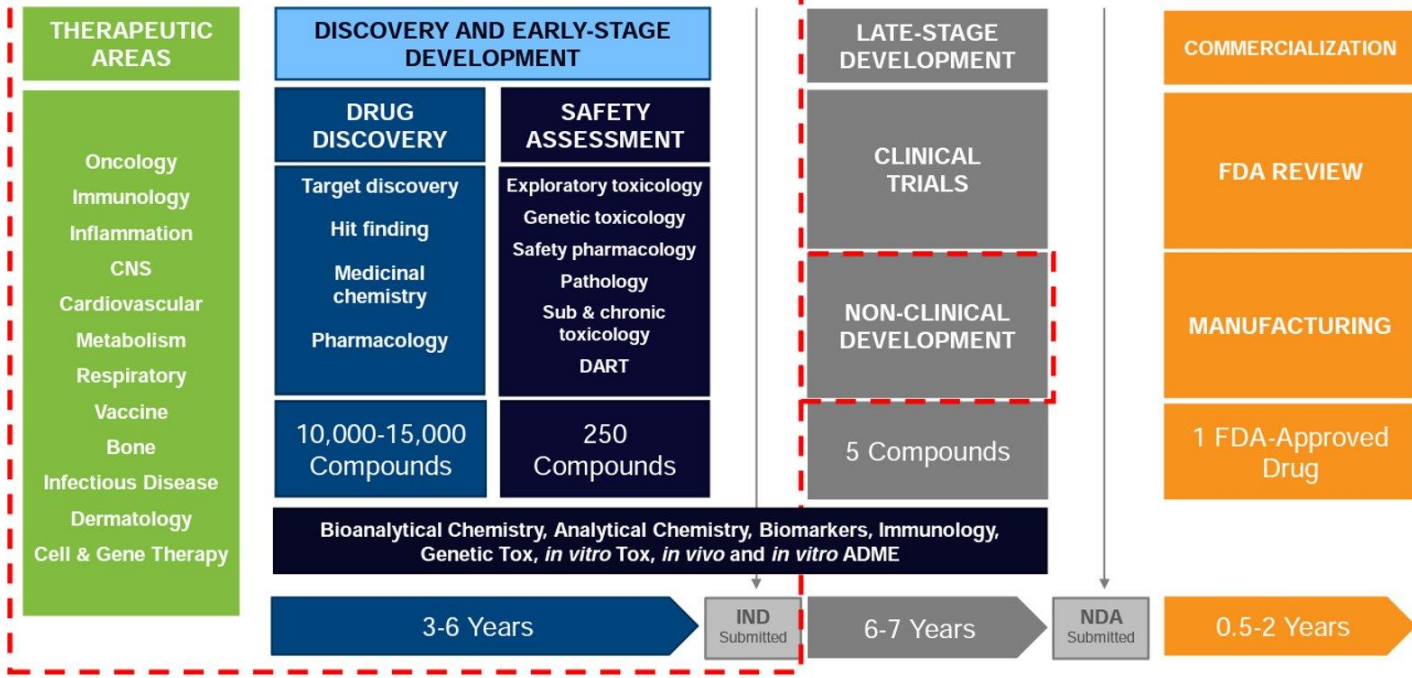 THERAPEUTIC
AREAS
Oncology
Immunology
Inflammation
CNS
Cardiovascular
Metabolism
Respiratory
Vaccine
Bone
Infectious Disease
Dermatology
Cell & Gene Therapy
DISCOVERY AND EARLY-STAGE
DEVELOPMENT
DRUG
DISCOVERY
Target discovery
Hit finding
Medicinal
chemistry
Pharmacology
10,000-15,000
Compounds
SAFETY
ASSESSMENT
Exploratory toxicology
Genetic toxicology
Safety pharmacology
Pathology
Sub & chronic
toxicology
DART
250
Compounds
LATE-STAGE
DEVELOPMENT
CLINICAL
TRIALS
NON-CLINICAL
DEVELOPMENT
5 Compounds
COMMERCIALIZATION
FDA REVIEW
MANUFACTURING
1 FDA-Approved
Drug
Bioanalytical Chemistry, Analytical Chemistry, Biomarkers, Immunology,
Genetic Tox, in vitro Tox, in vivo and in vitro ADME
3-6 Years
IND
Submitted
6-7 Years
NDA
Submitted
0.5-2 Years